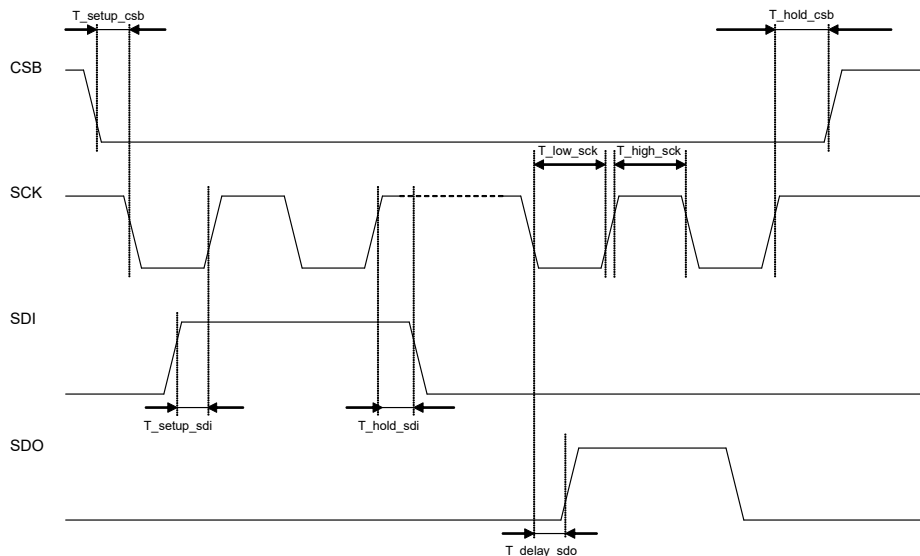 T_setup_csb
T_hold_csb
CSB
T_low_sck
T_high_sck
SCK
SDI
T_setup_sdi
T_hold_sdi
SDO
T_delay_sdo